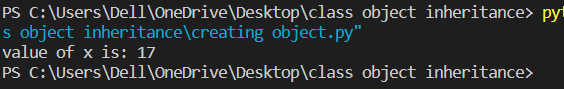 PS C:\Users\Dell\OneDrive\Desktop\class object inheritance> pyt
s object inheritance\creating object.py"
value of x is: 17
PS C:\Users\Dell\OneDrive\Desktop\class object inheritance>